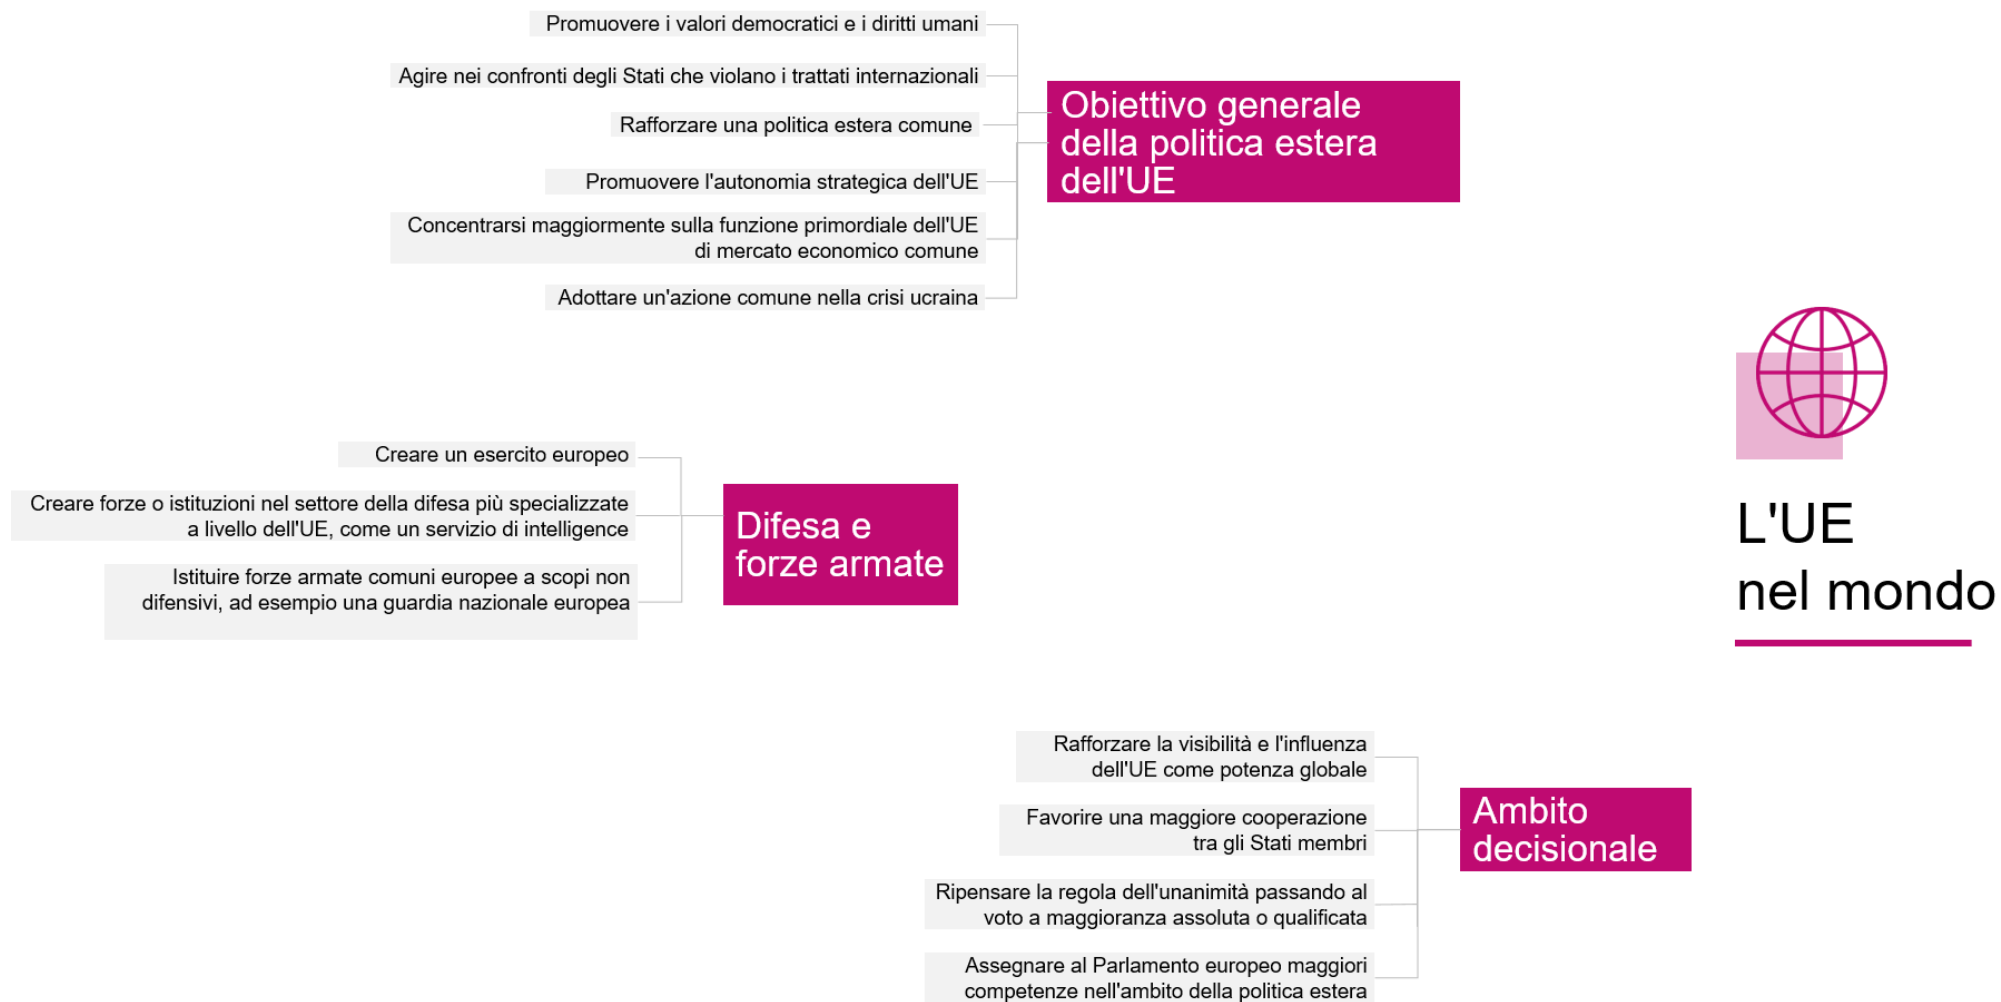 Promuovere i valori democratici e i diritti umani
Agire nei confronti degli Stati che violano i trattati internazionali
Rafforzare una politica estera comune
Promuovere l'autonomia strategica dell'UE
Concentrarsi maggiormente sulla funzione primordiale dell'UE
di mercato economico comune
Adottare un'azione comune nella crisi ucraina
Obiettivo generale
della politica estera
dell'UE
Creare un esercito europeo
Creare forze o istituzioni nel settore della difesa più specializzate
a livello dell'UE, come un servizio di intelligence
Istituire forze armate comuni europee a scopi non
difensivi, ad esempio una guardia nazionale europea
Difesa e
forze armate
L'UE
nel mondo
Rafforzare la visibilità e l'influenza
dell'UE come potenza globale
Favorire una maggiore cooperazione
tra gli Stati membri
Ripensare la regola dell'unanimità passando al
voto a maggioranza assoluta o qualificata
Assegnare al Parlamento europeo maggiori
competenze nell'ambito della politica estera
Ambito
decisionale